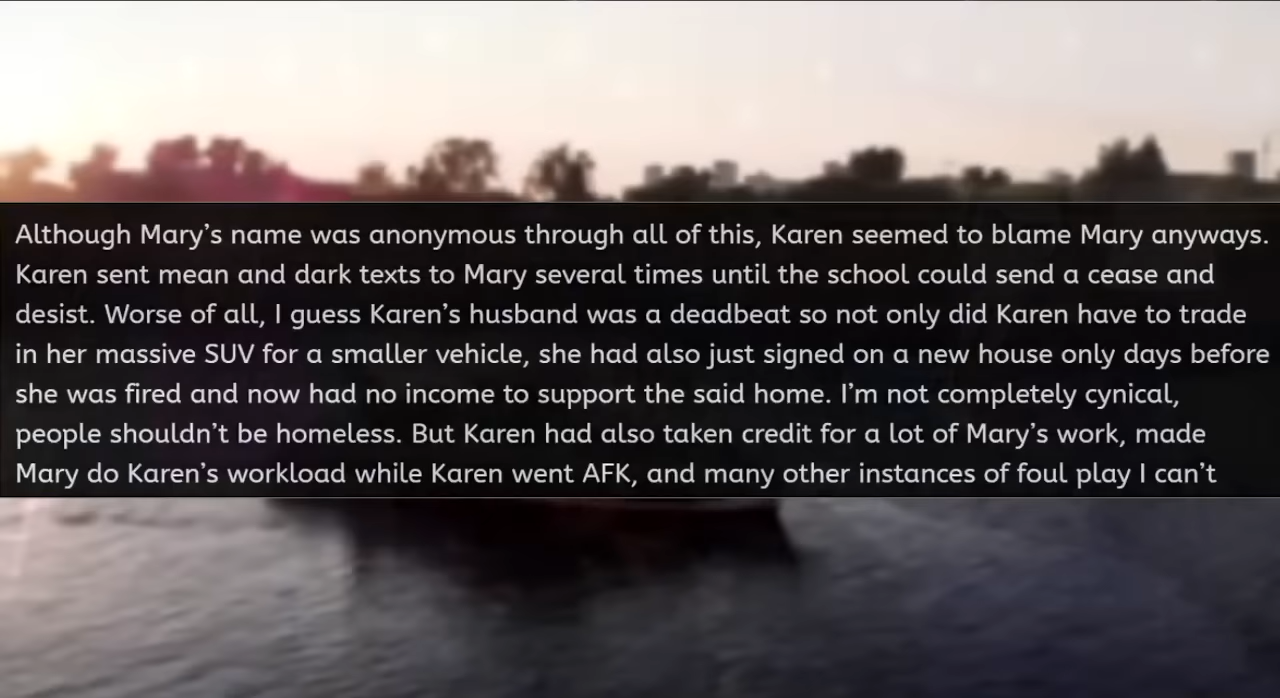 Although Mary’s name was anonymous through all of this, Karen seemed to blame Mary anyways.
Karen sent mean and dark texts to Mary several times until the school could send a cease and
desist. Worse of all, I guess Karen’s husband was a deadbeat so not only did Karen have to trade
in her massive SUV for a smaller vehicle, she had also just signed on a new house only days before
she was fired and now had no income to support the said home. I’m not completely cynical,
people shouldn’t be homeless. But Karen had also taken credit for a lot of Mary’s work, made
Mary do Karen’s workload while Karen went AFK, and many other instances of foul play I can’t